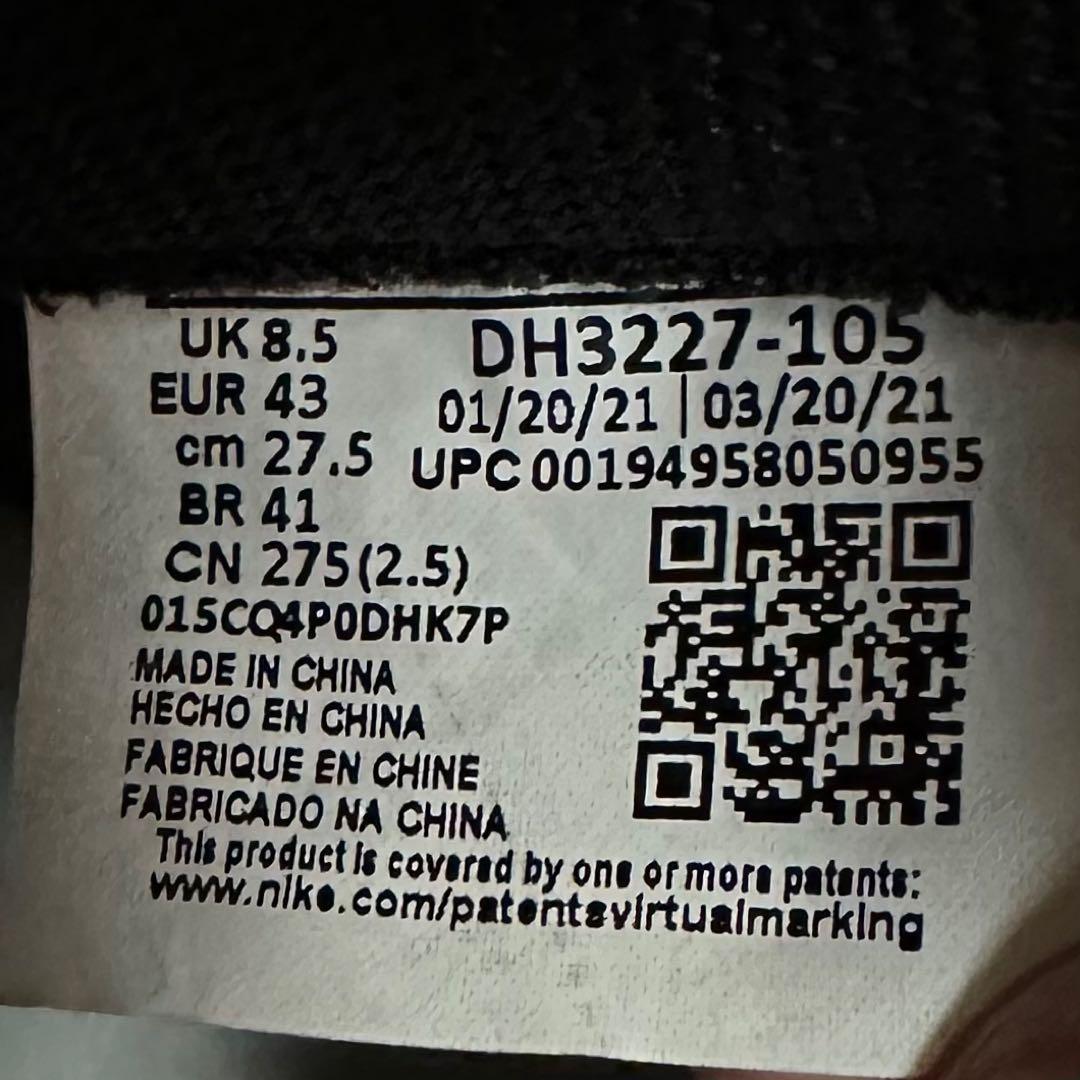 UK 8.5
EUR 43
cm 27.5
BR 41
CN 275(2.5)
015CQ4P0DHK7P
DH3227-105
01/20/21 | 03/20/21
UPC 00194958050955
MADE IN CHINA
HECHO EN CHINA
FABRIQUE EN CHINE
FABRICADO NA CHINA
This product is covered by one or more patents:
www.nike.com/patentsvirtualmarking